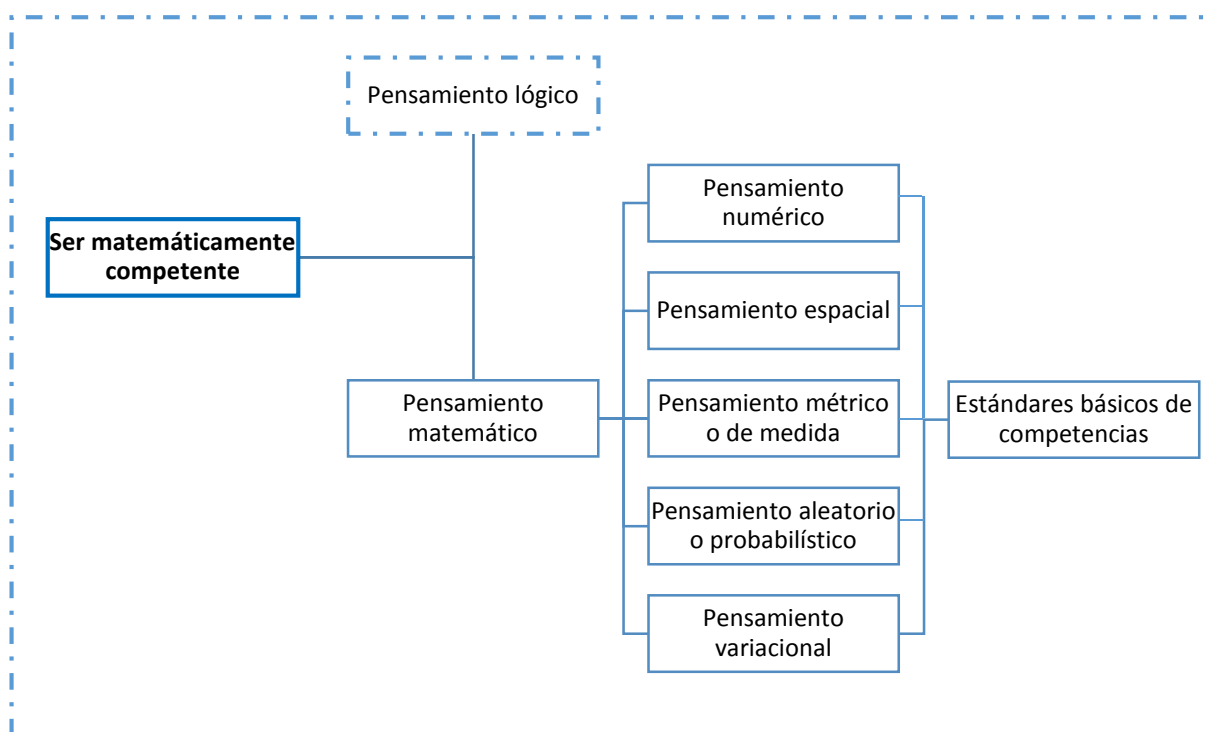 Pensamiento lógico
Ser matemáticamente
competente
Pensamiento
matemático
Pensamiento
numérico
Pensamiento espacial
Pensamiento métrico
o de medida
Pensamiento aleatorio
o probabilístico
Pensamiento
variacional
Estándares básicos de
competencias